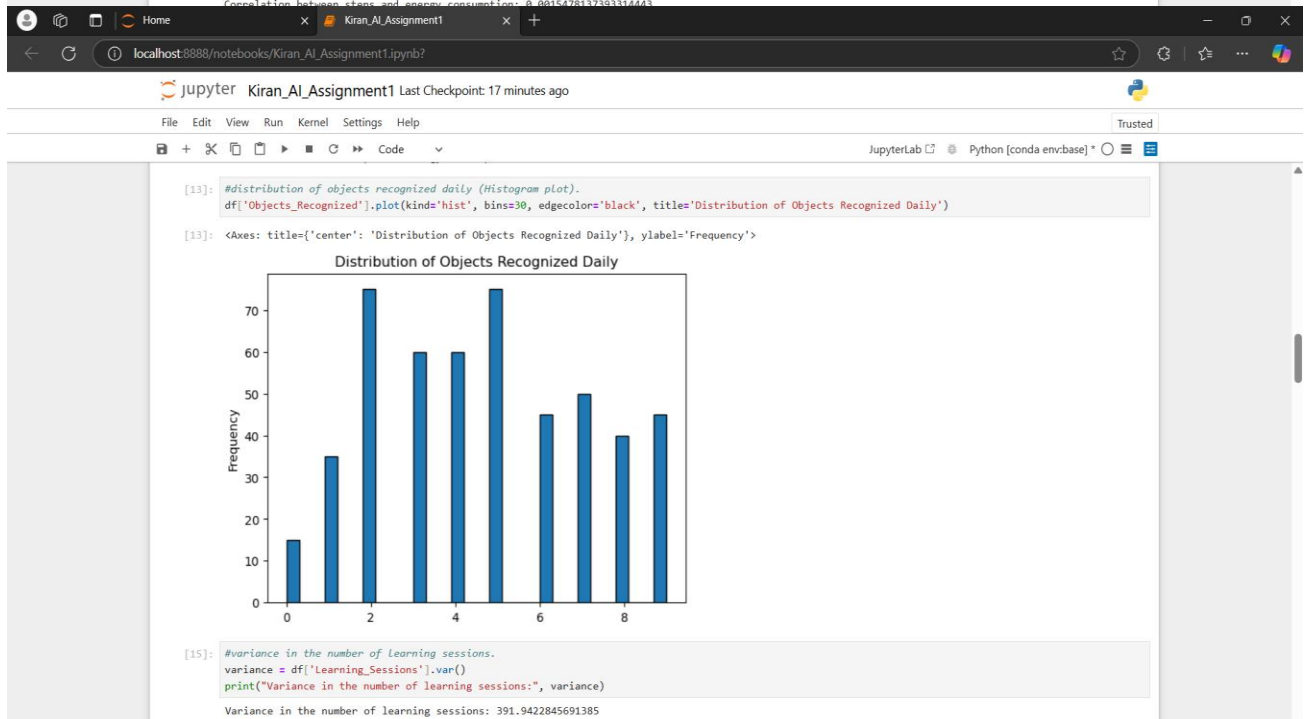 Correlation between steps and energy consumption: 0.0015478137393314443
Home
Kiran_AI_Assignment1
localhost:8888/notebooks/Kiran_AI_Assignment1.ipynb?
jupyter Kiran_AI_Assignment1 Last Checkpoint: 17 minutes ago
File Edit View Run Kernel Settings Help
Trusted
Code
JupyterLab
Python [conda env:base] *
[13]: #distribution of objects recognized daily (Histogram plot).
df['Objects_Recognized'].plot(kind='hist', bins=30, edgecolor='black', title='Distribution of Objects Recognized Daily')
[13]: <Axes: title={'center': 'Distribution of Objects Recognized Daily'}, ylabel='Frequency'>
Distribution of Objects Recognized Daily
Frequency
70
60
50
40
30
20
10
0
0 2 4 6 8
[15]: #variance in the number of learning sessions.
variance = df['Learning_Sessions'].var()
print("Variance in the number of learning sessions:", variance)
Variance in the number of learning sessions: 391.9422845691385